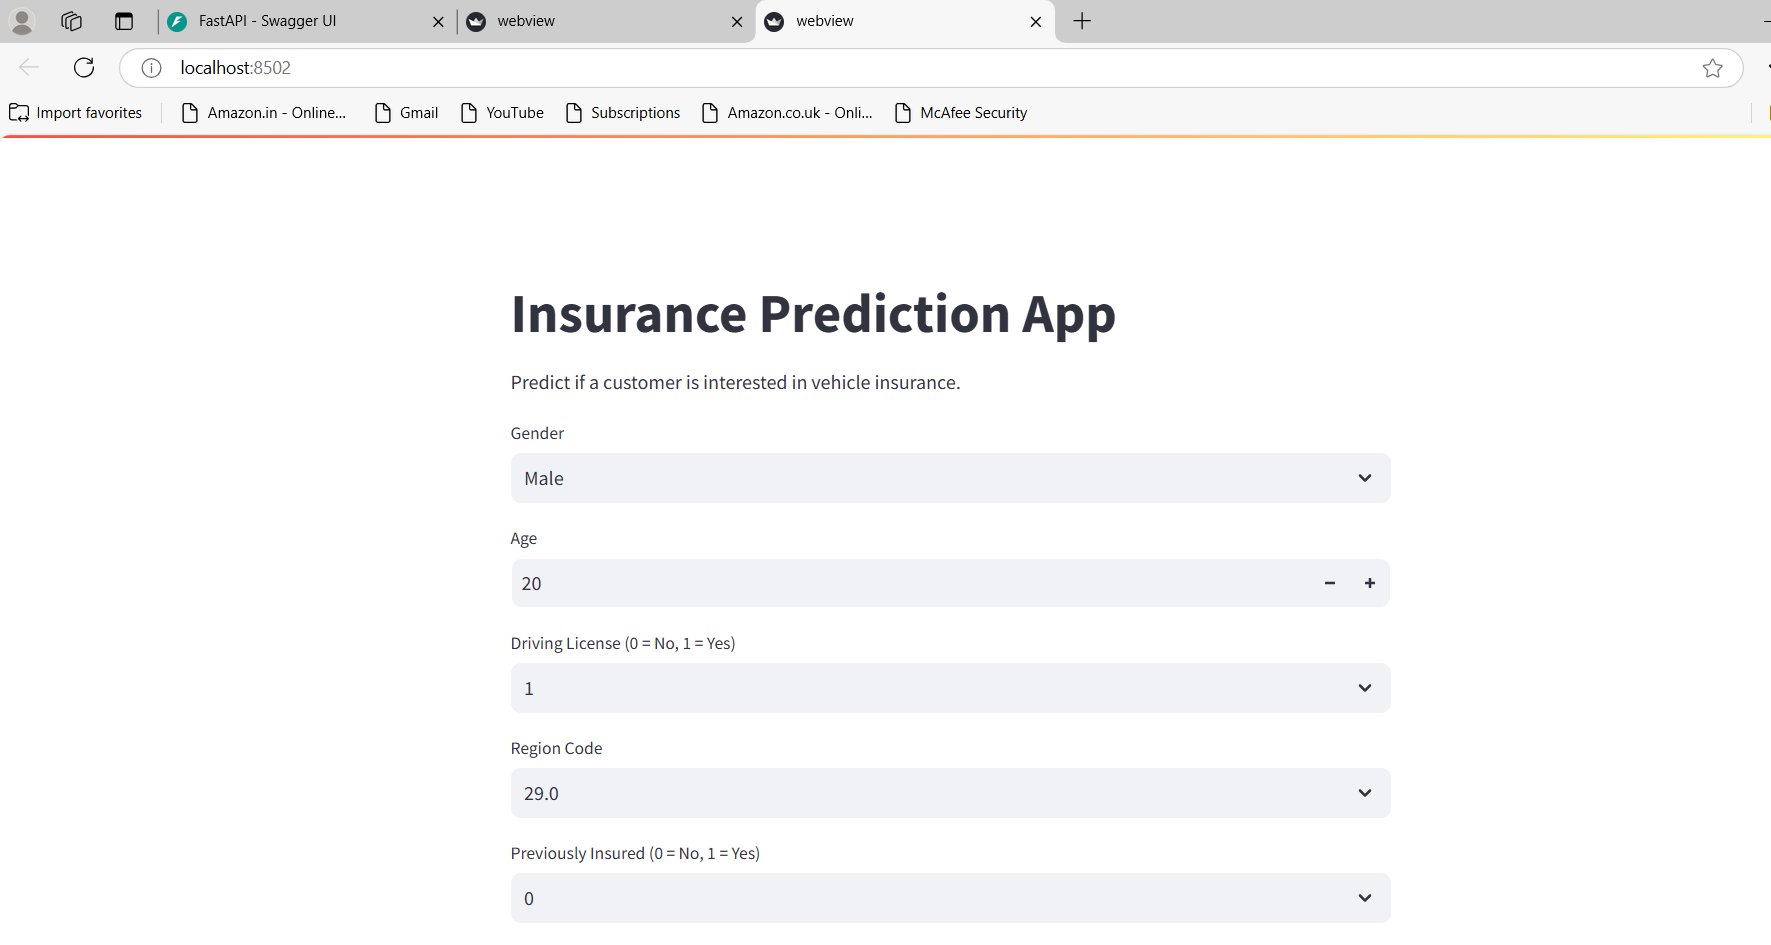 FastAPI - Swagger UI
webview
webview
localhost:8502
Import favorites
Amazon.in - Online...
Gmail
YouTube
Subscriptions
Amazon.co.uk - Onli...
McAfee Security
Insurance Prediction App
Predict if a customer is interested in vehicle insurance.
Gender
Male
Age
20
Driving License (0 = No, 1 = Yes)
1
Region Code
29.0
Previously Insured (0 = No, 1 = Yes)
0